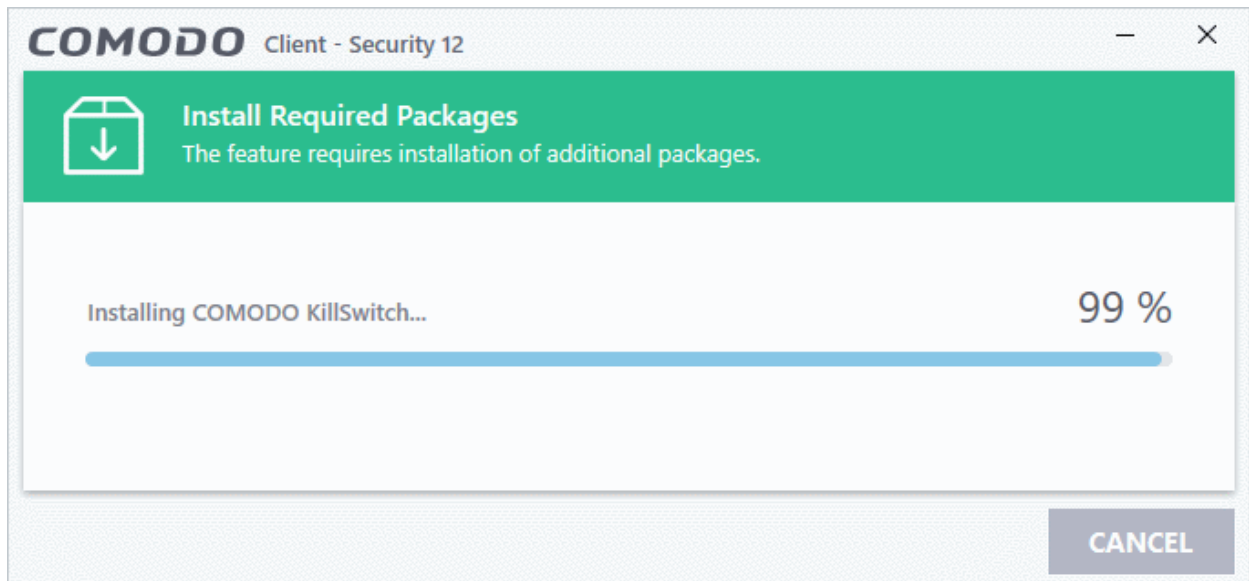 COMODO Client - Security 12
Install Required Packages
The feature requires installation of additional packages.
Installing COMODO KillSwitch... 99 %
CANCEL